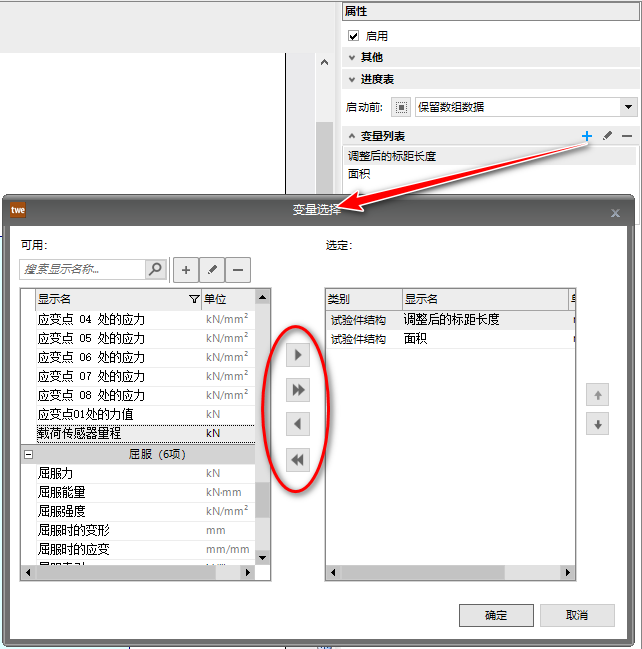 属性
启用
其他
进度表
启动前: 保留数组数据
变量列表
调整后的标距长度
面积
twe 变量选择
可用:
选定:
搜索显示名称...
显示名 单位
应变点 04 处的应力 kN/mm²
应变点 05 处的应力 kN/mm²
应变点 06 处的应力 kN/mm²
应变点 07 处的应力 kN/mm²
应变点 08 处的应力 kN/mm²
应变点01处的力值 kN
载荷传感器量程 kN
屈服 (6项)
屈服力 kN
屈服能量 kN·mm
屈服强度 kN/mm²
屈服时的变形 mm
屈服时的应变 mm/mm
类别 显示名
试验件结构 调整后的标距长度
试验件结构 面积
确定
取消